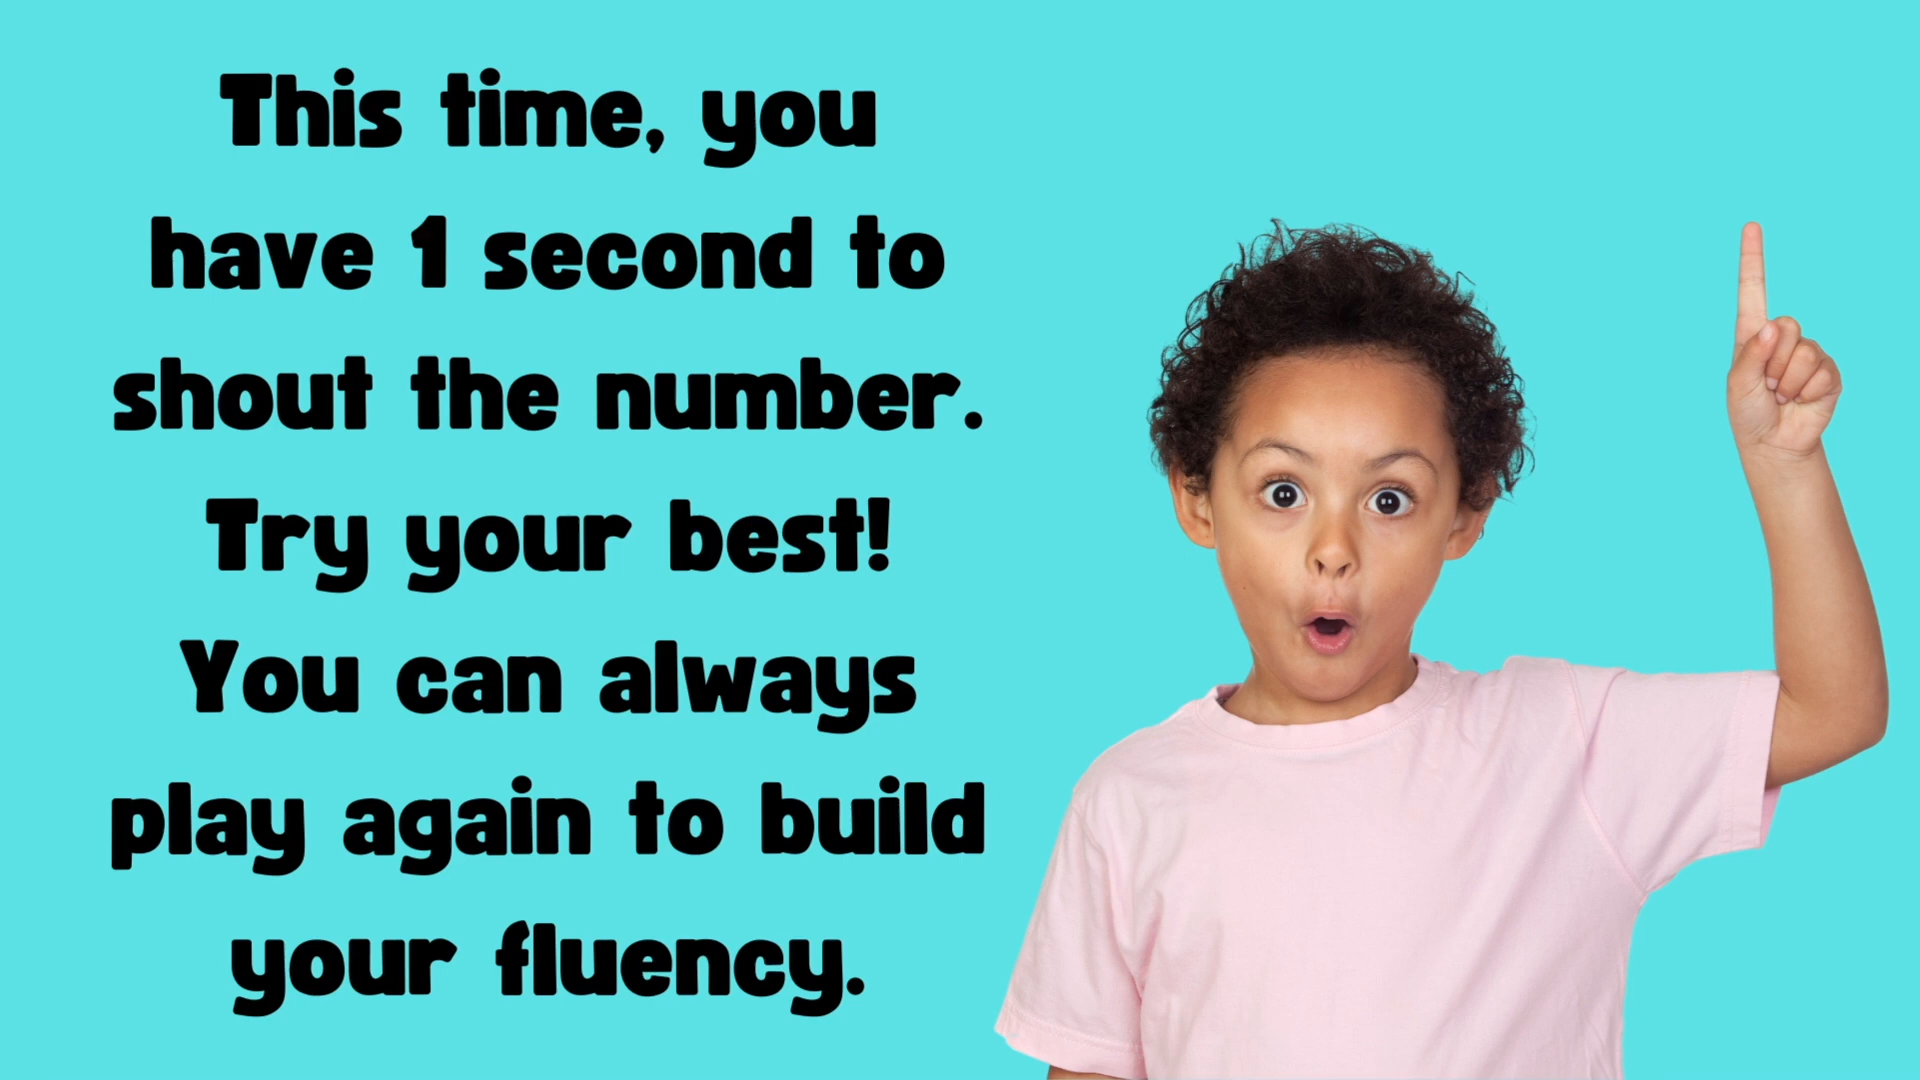 This time, you
have 1 second to
shout the number.
Try your best!
You can always
play again to build
your fluency.